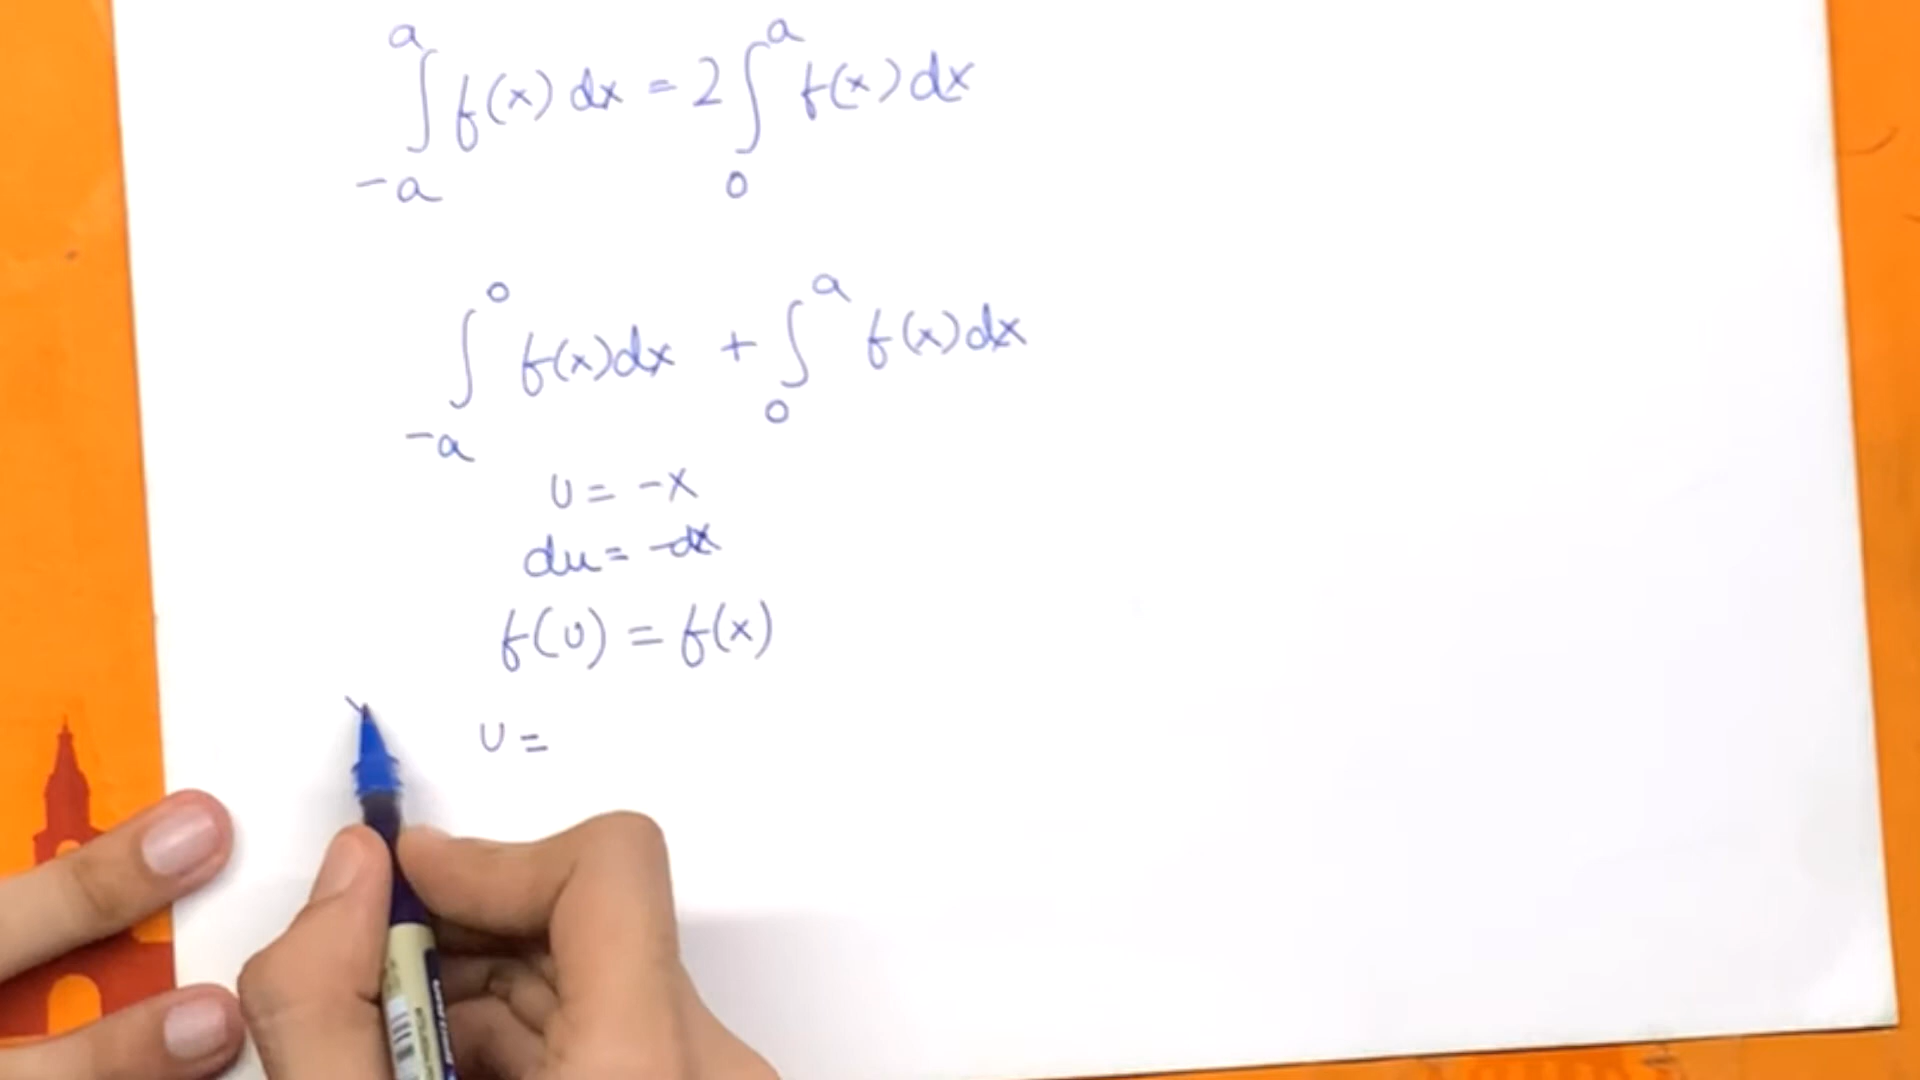 ∫_{-a}^{a} f(x) dx = 2 ∫_{0}^{a} f(x) dx
∫_{-a}^{0} f(x) dx + ∫_{0}^{a} f(x) dx
u = -x
du = -dx
f(u) = f(x)
u =